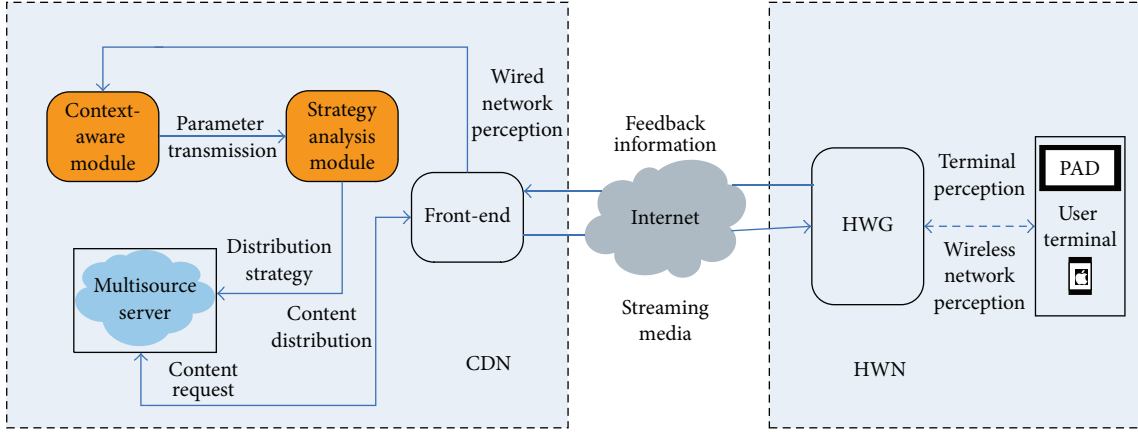 Context-
aware
module
Parameter
transmission
Strategy
analysis
module
Wired
network
perception
Front-end
Distribution
strategy
Multisource
server
Content
distribution
Content
request
CDN
Feedback
information
Internet
Streaming
media
HWG
Terminal
perception
Wireless
network
perception
PAD
User
terminal
HWN